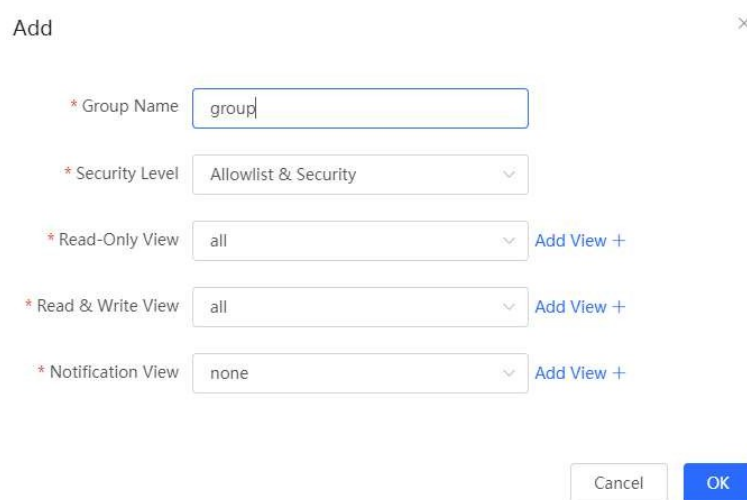 Add
* Group Name group
* Security Level Allowlist & Security
* Read-Only View all Add View +
* Read & Write View all Add View +
* Notification View none Add View +
Cancel OK